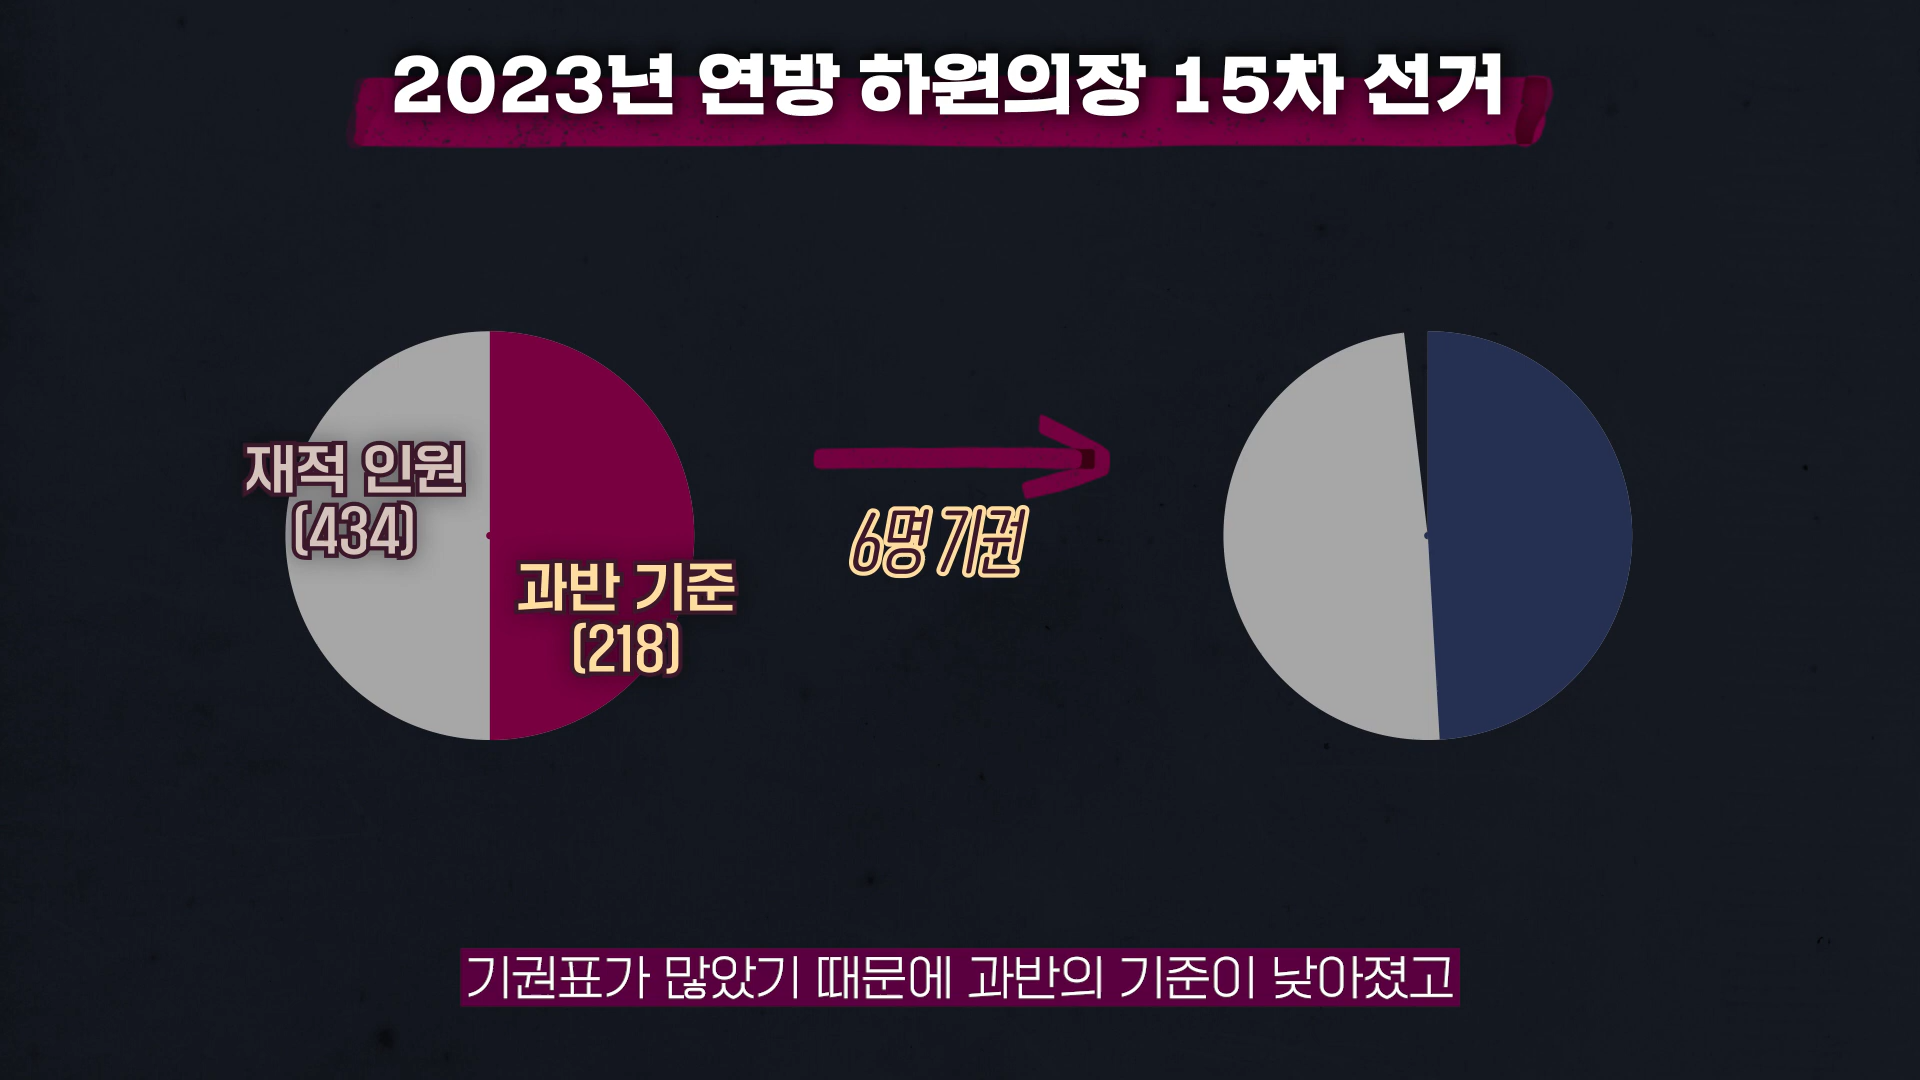 2023년 연방 하원의장 15차 선거
재적 인원
(434)
과반 기준
(218)
6명 기권
기권표가 많았기 때문에 과반의 기준이 낮아졌고